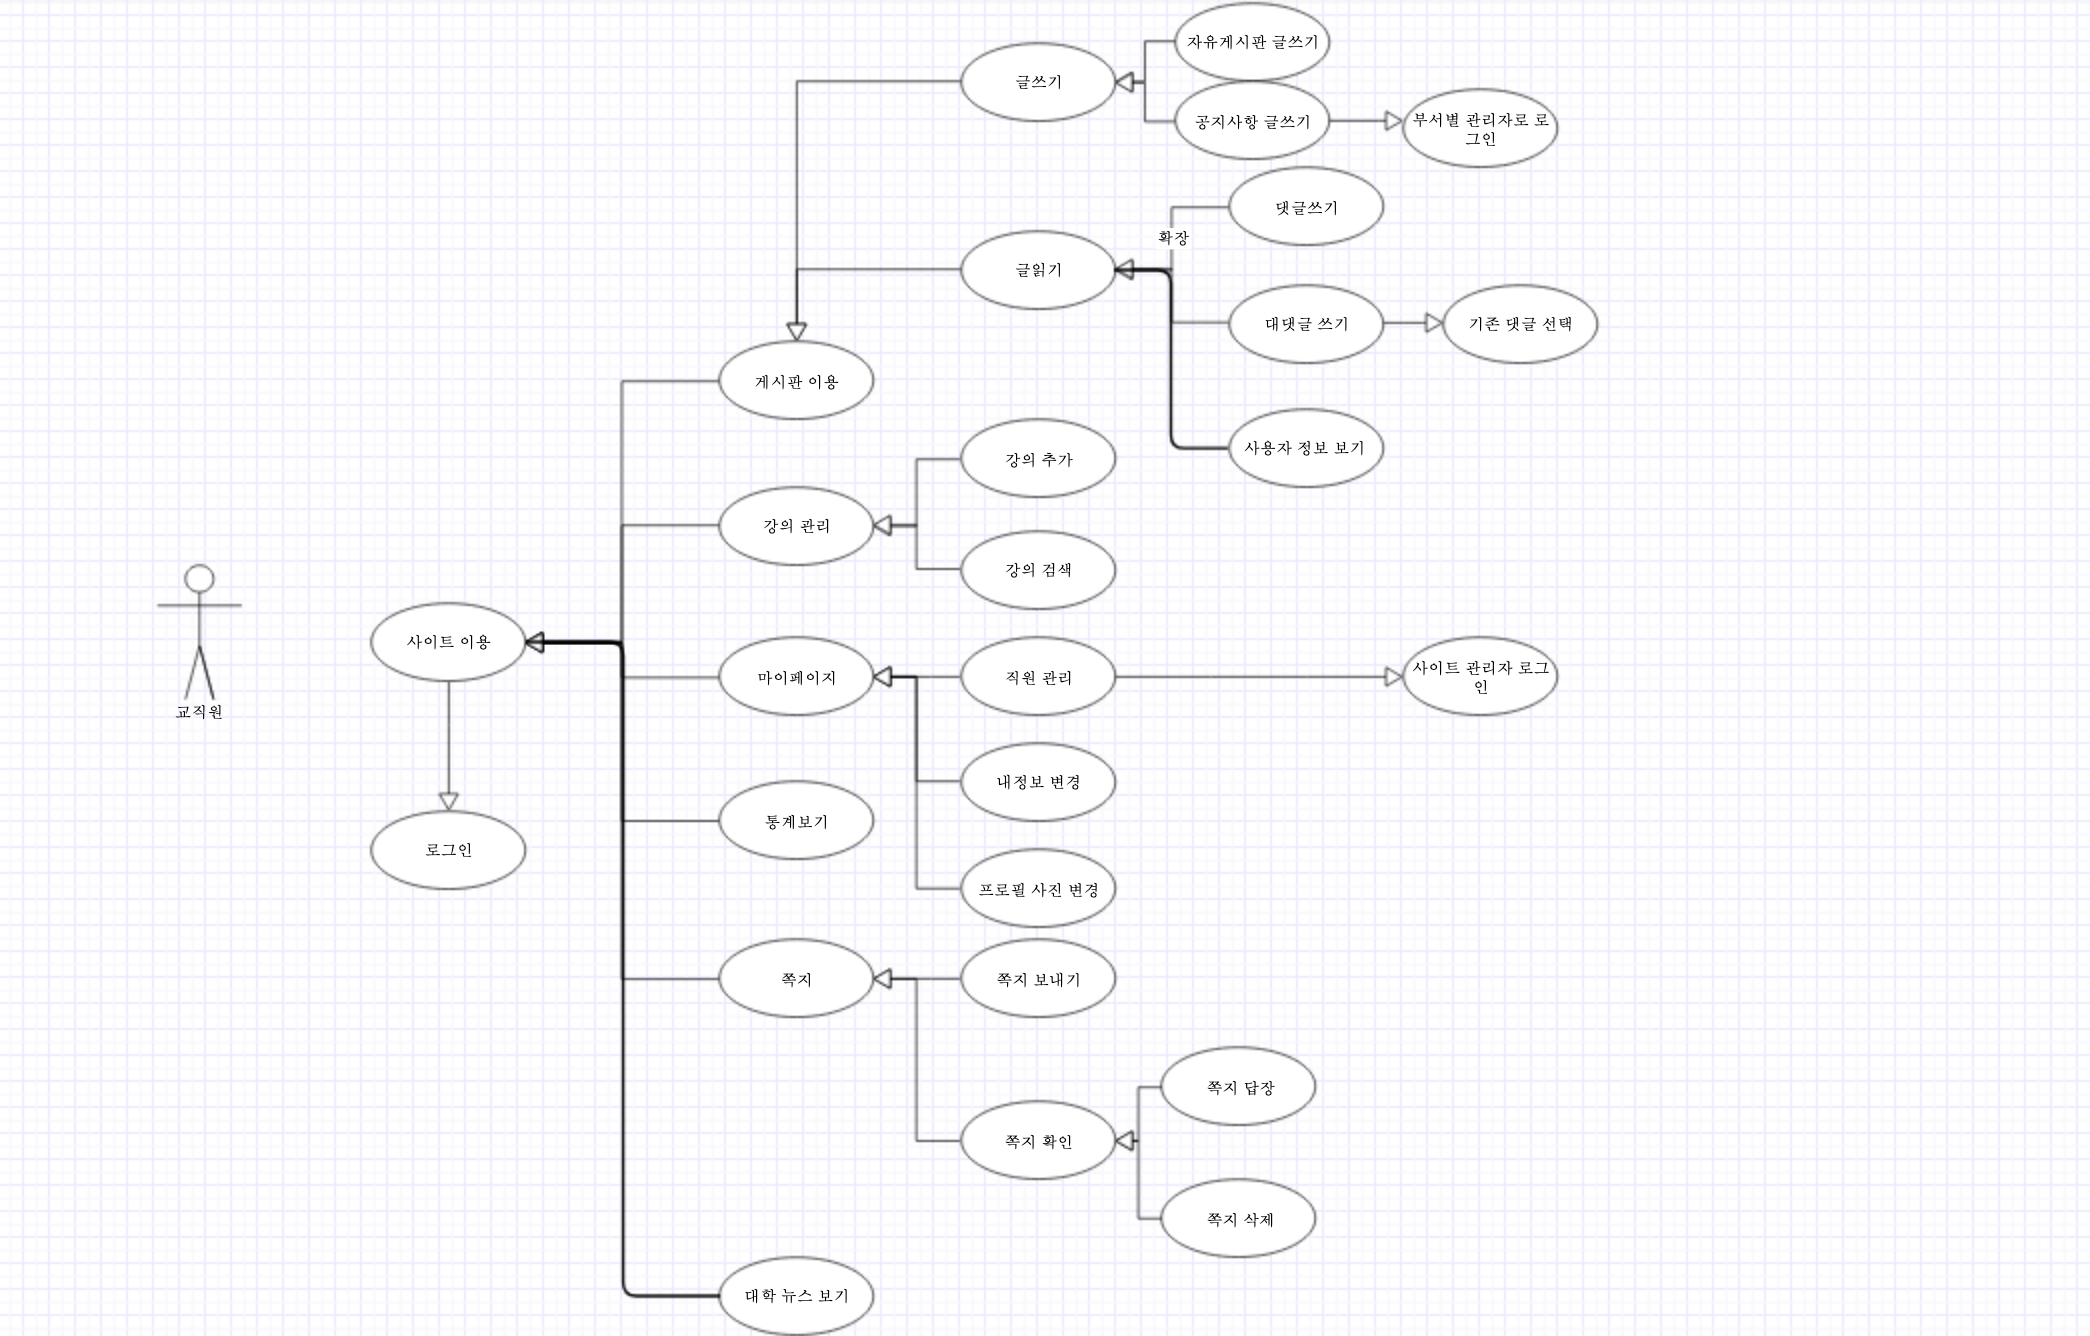 자유게시판 글쓰기
글쓰기
공지사항 글쓰기
부서별 관리자로 로
그인
댓글쓰기
확장
글읽기
대댓글 쓰기
기존 댓글 선택
게시판 이용
사용자 정보 보기
강의 추가
강의 관리
강의 검색
사이트 이용
마이페이지
직원 관리
사이트 관리자 로그
인
교직원
내정보 변경
통계보기
로그인
프로필 사진 변경
쪽지
쪽지 보내기
쪽지 답장
쪽지 확인
쪽지 삭제
대학 뉴스 보기